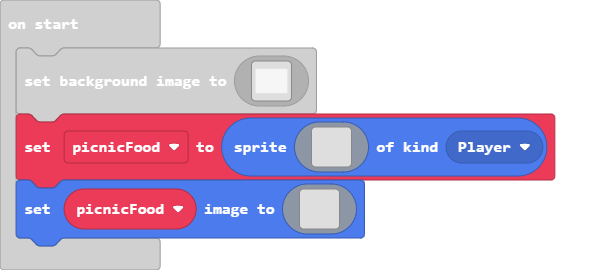 on start
set background image to
set picnicFood to sprite of kind Player
set picnicFood image to